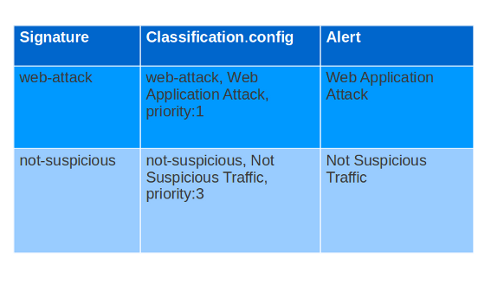 Signature
Classification.config
Alert
web-attack
web-attack, Web
Application Attack,
priority:1
Web Application
Attack
not-suspicious
not-suspicious, Not
Suspicious Traffic,
priority:3
Not Suspicious
Traffic